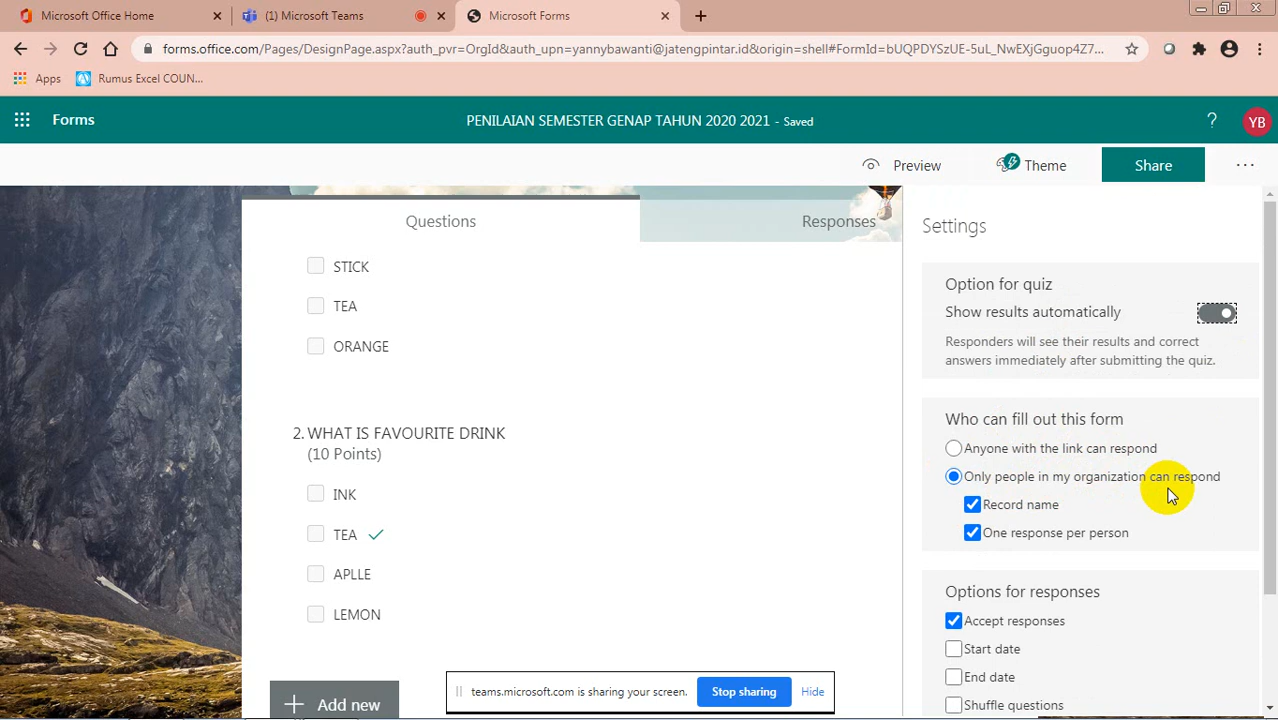 Microsoft Office Home
(1) Microsoft Teams
Microsoft Forms
forms.office.com/Pages/DesignPage.aspx?auth_pvr=OrgId&auth_upn=yannybawanti@jatengpintar.id&origin=shell#FormId=bUQPDYSzUE-5uL_NwEXjGguop4Z7...
Apps
Rumus Excel COUN...
Forms
PENILAIAN SEMESTER GENAP TAHUN 2020 2021 - Saved
?
YB
Preview
Theme
Share
...
Questions
Responses
STICK
TEA
ORANGE
2. WHAT IS FAVOURITE DRINK
(10 Points)
INK
TEA
APLLE
LEMON
Add new
Settings
Option for quiz
Show results automatically
Responders will see their results and correct
answers immediately after submitting the quiz.
Who can fill out this form
Anyone with the link can respond
Only people in my organization can respond
Record name
One response per person
Options for responses
Accept responses
Start date
End date
Shuffle questions
teams.microsoft.com is sharing your screen.
Stop sharing
Hide